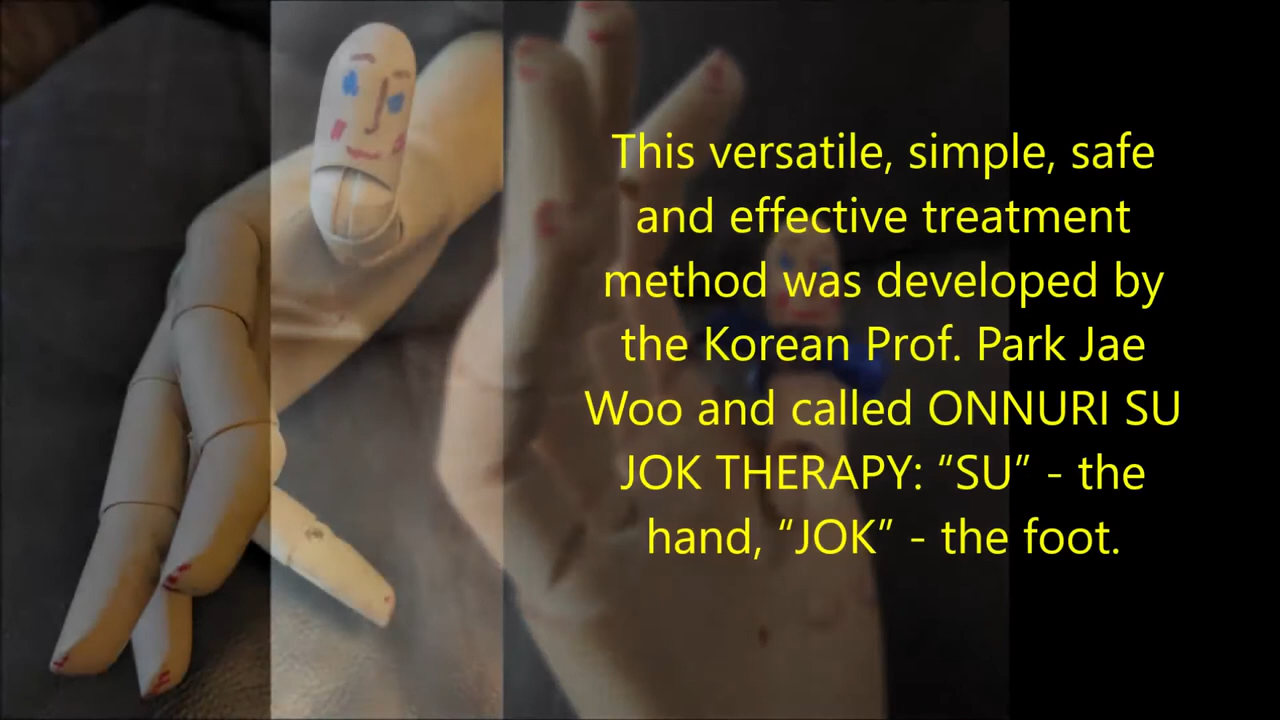 This versatile, simple, safe
and effective treatment
method was developed by
the Korean Prof. Park Jae
Woo and called ONNURI SU
JOK THERAPY: “SU” - the
hand, “JOK” - the foot.